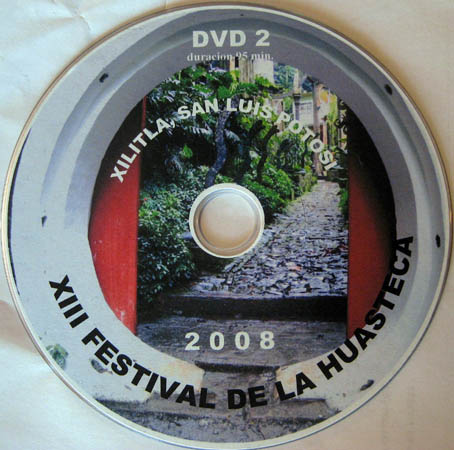 DVD 2
duracion 95 min.
XILITLA, SAN LUIS POTOSI.
2008
XIII FESTIVAL DE LA HUASTECA